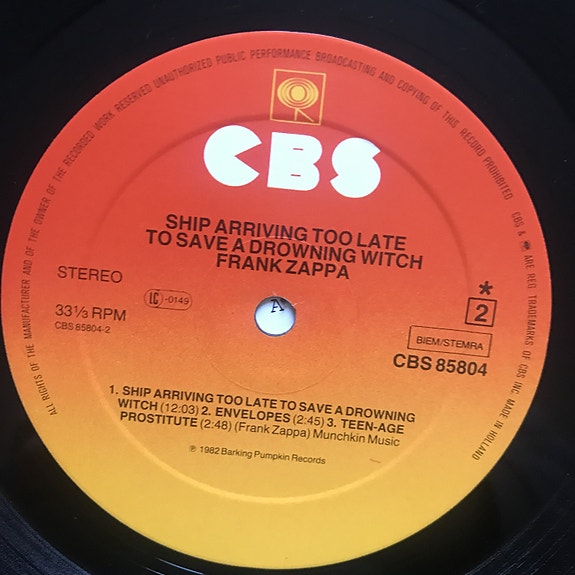 ALL RIGHTS OF THE MANUFACTURER AND OF THE OWNER OF THE RECORDED WORK RESERVED UNAUTHORIZED PUBLIC PERFORMANCE BROADCASTING AND COPYING OF THIS RECORD PROHIBITED CBS & ARE REG. TRADEMARKS OF CBS INC. MADE IN HOLLAND
CBS
SHIP ARRIVING TOO LATE
TO SAVE A DROWNING WITCH
FRANK ZAPPA
STEREO
33⅓ RPM
CBS 85804-2
LC-0149
A
*
2
BIEM/STEMRA
CBS 85804
1. SHIP ARRIVING TOO LATE TO SAVE A DROWNING
WITCH (12:03) 2. ENVELOPES (2:45) 3. TEEN-AGE
PROSTITUTE (2:48) (Frank Zappa) Munchkin Music
℗ 1982 Barking Pumpkin Records